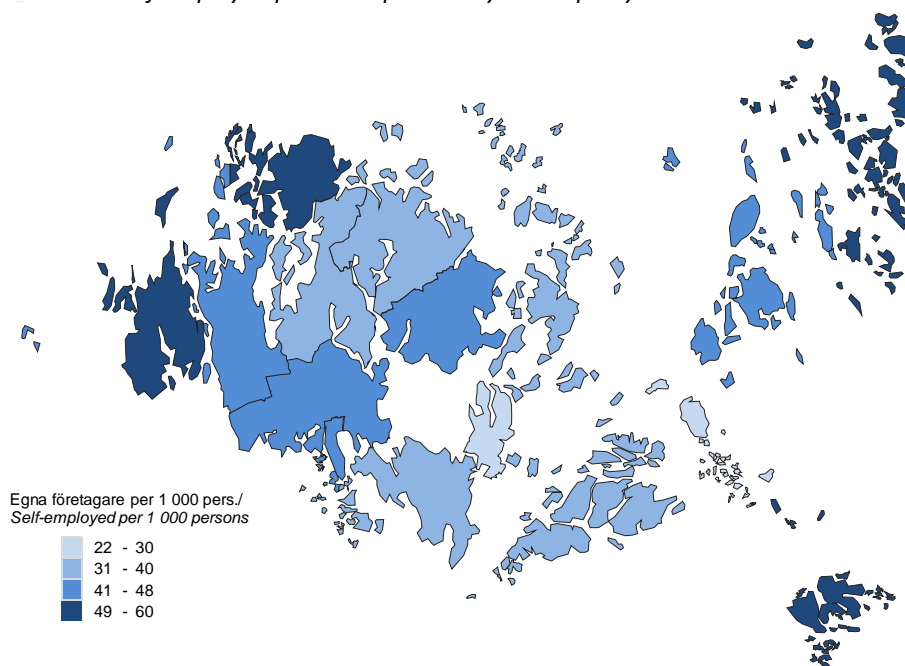 Egna företagare per 1 000 pers./
Self-employed per 1 000 persons
22 - 30
31 - 40
41 - 48
49 - 60